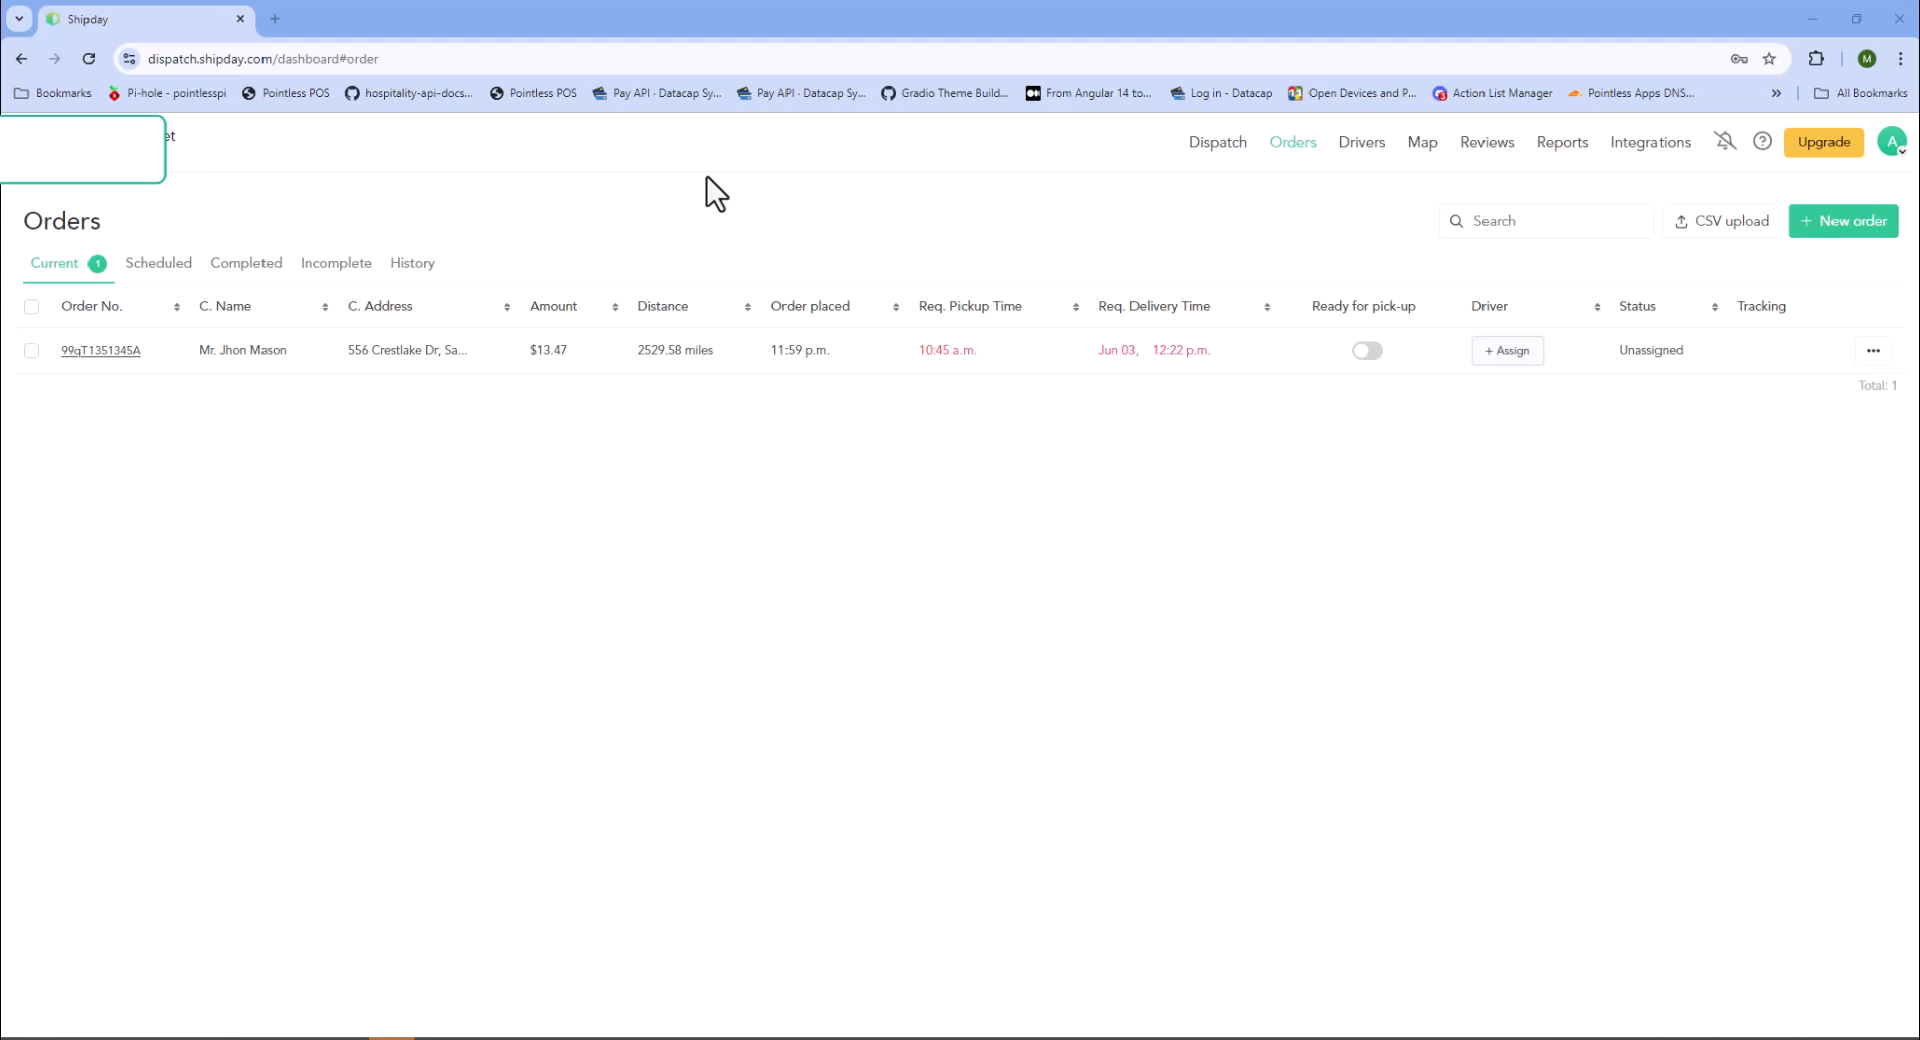 Shipday
dispatch.shipday.com/dashboard#order
M
Bookmarks Pi-hole - pointlesspi Pointless POS hospitality-api-docs... Pointless POS Pay API - Datacap Sy... Pay API - Datacap Sy... Gradio Theme Build... From Angular 14 to... Log in - Datacap Open Devices and P... Action List Manager Pointless Apps DNS... » All Bookmarks
et
Dispatch Orders Drivers Map Reviews Reports Integrations ? Upgrade A
Orders
Search CSV upload + New order
Current 1 Scheduled Completed Incomplete History
Order No. C. Name C. Address Amount Distance Order placed Req. Pickup Time Req. Delivery Time Ready for pick-up Driver Status Tracking
99qT1351345A Mr. Jhon Mason 556 Crestlake Dr, Sa... $13.47 2529.58 miles 11:59 p.m. 10:45 a.m. Jun 03, 12:22 p.m. + Assign Unassigned ...
Total: 1